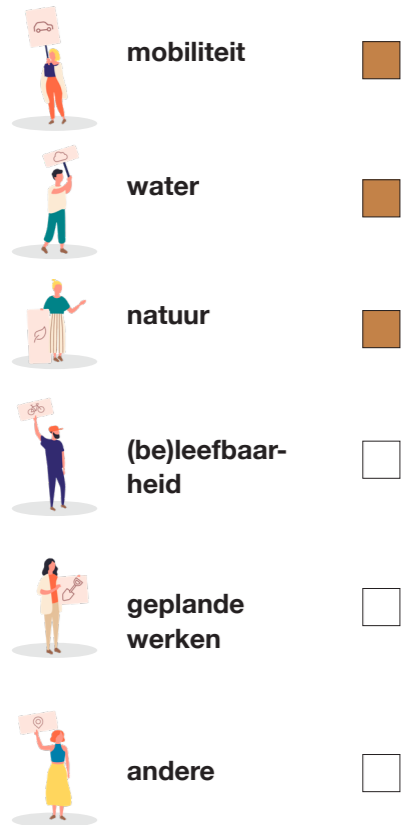 mobiliteit
water
natuur
(be)leefbaar-
heid
geplande
werken
andere